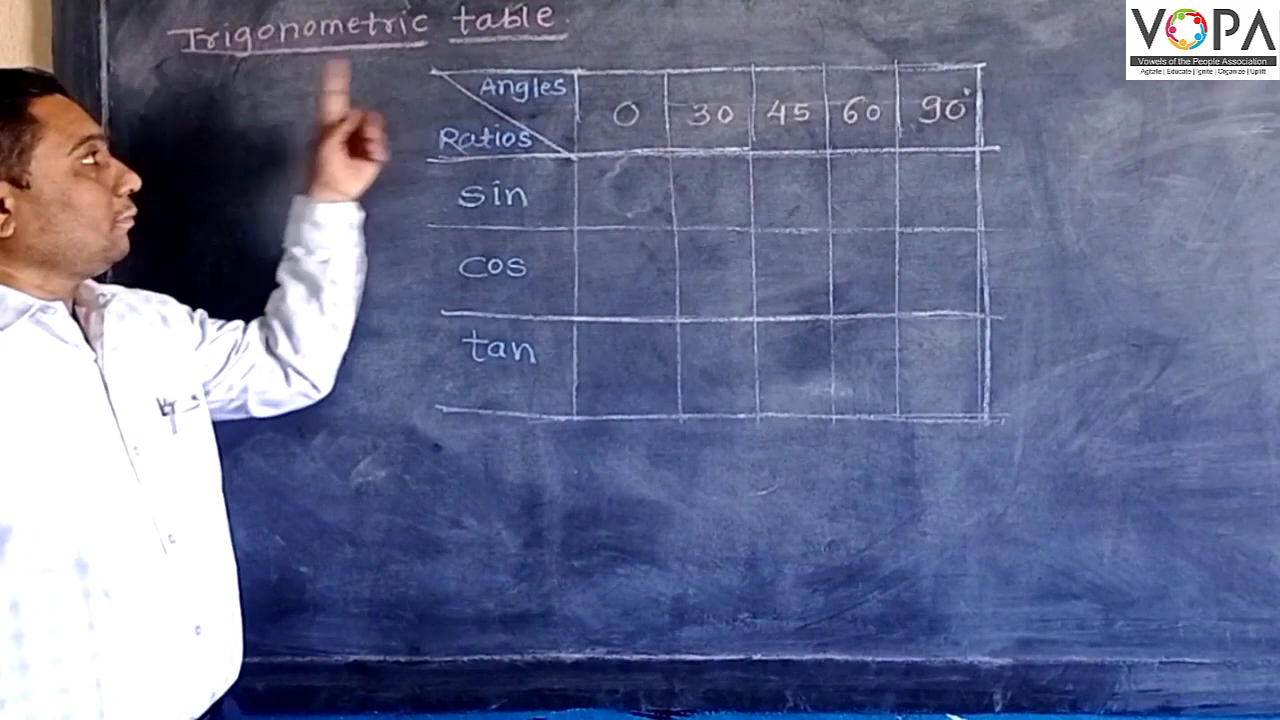 Trigonometric table.
VOPA
Vowels of the People Association
Agitate | Educate | Ignite | Organize | Uplift
Angles
Ratios
0 30 45 60 90°
sin
cos
tan